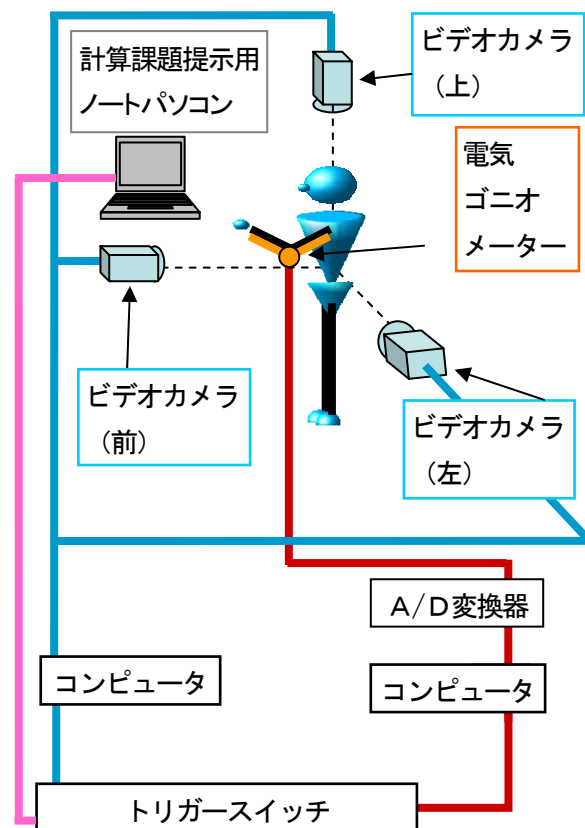 計算課題提示用
ノートパソコン
ビデオカメラ
（上）
電気
ゴニオ
メーター
ビデオカメラ
（前）
ビデオカメラ
（左）
Ａ/Ｄ変換器
コンピュータ
コンピュータ
トリガースイッチ